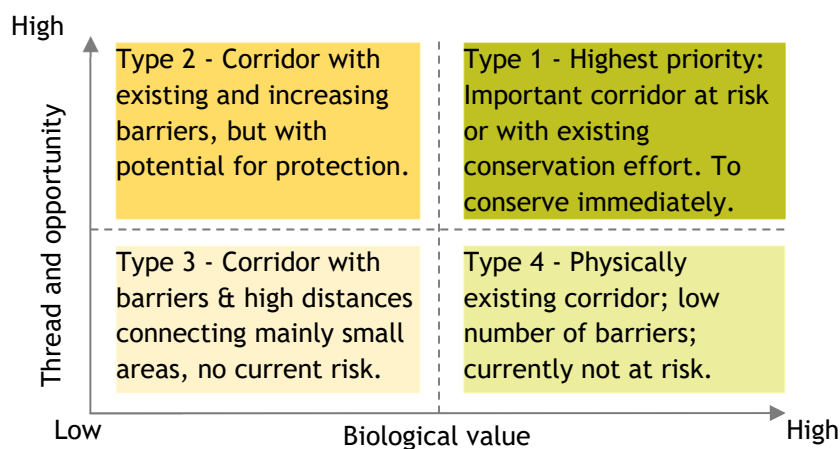 High
Thread and opportunity
Type 2 - Corridor with
existing and increasing
barriers, but with
potential for protection.
Type 1 - Highest priority:
Important corridor at risk
or with existing
conservation effort. To
conserve immediately.
Type 3 - Corridor with
barriers & high distances
connecting mainly small
areas, no current risk.
Type 4 - Physically
existing corridor; low
number of barriers;
currently not at risk.
Low
Biological value
High